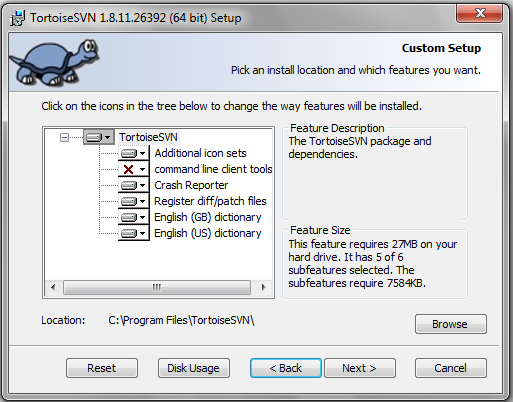 TortoiseSVN 1.8.11.26392 (64 bit) Setup
Custom Setup
Pick an install location and which features you want.
Click on the icons in the tree below to change the way features will be installed.
TortoiseSVN
Additional icon sets
command line client tools
Crash Reporter
Register diff/patch files
English (GB) dictionary
English (US) dictionary
Feature Description
The TortoiseSVN package and
dependencies.
Feature Size
This feature requires 27MB on your
hard drive. It has 5 of 6
subfeatures selected. The
subfeatures require 7584KB.
Location: C:\Program Files\TortoiseSVN\
Browse
Reset Disk Usage < Back Next > Cancel